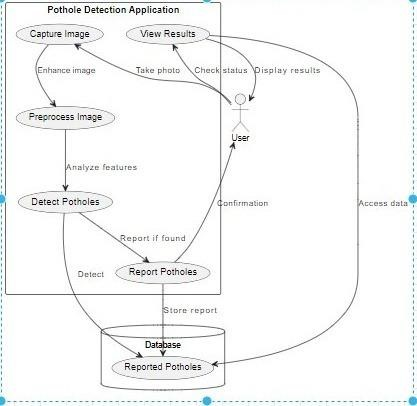 Pothole Detection Application
Capture Image
View Results
Enhance image
Take photo
Check status
Display results
Preprocess Image
User
Analyze features
Detect Potholes
Confirmation
Access data
Report if found
Detect
Report Potholes
Store report
Database
Reported Potholes